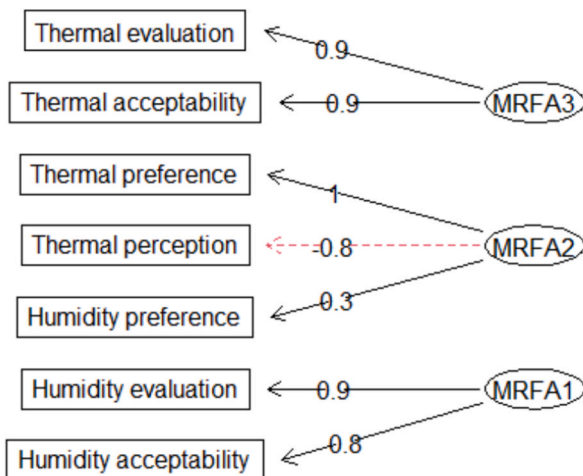 Thermal evaluation
0.9
Thermal acceptability
0.9
MRFA3
Thermal preference
1
Thermal perception
-0.8
MRFA2
0.3
Humidity preference
Humidity evaluation
0.9
MRFA1
0.8
Humidity acceptability